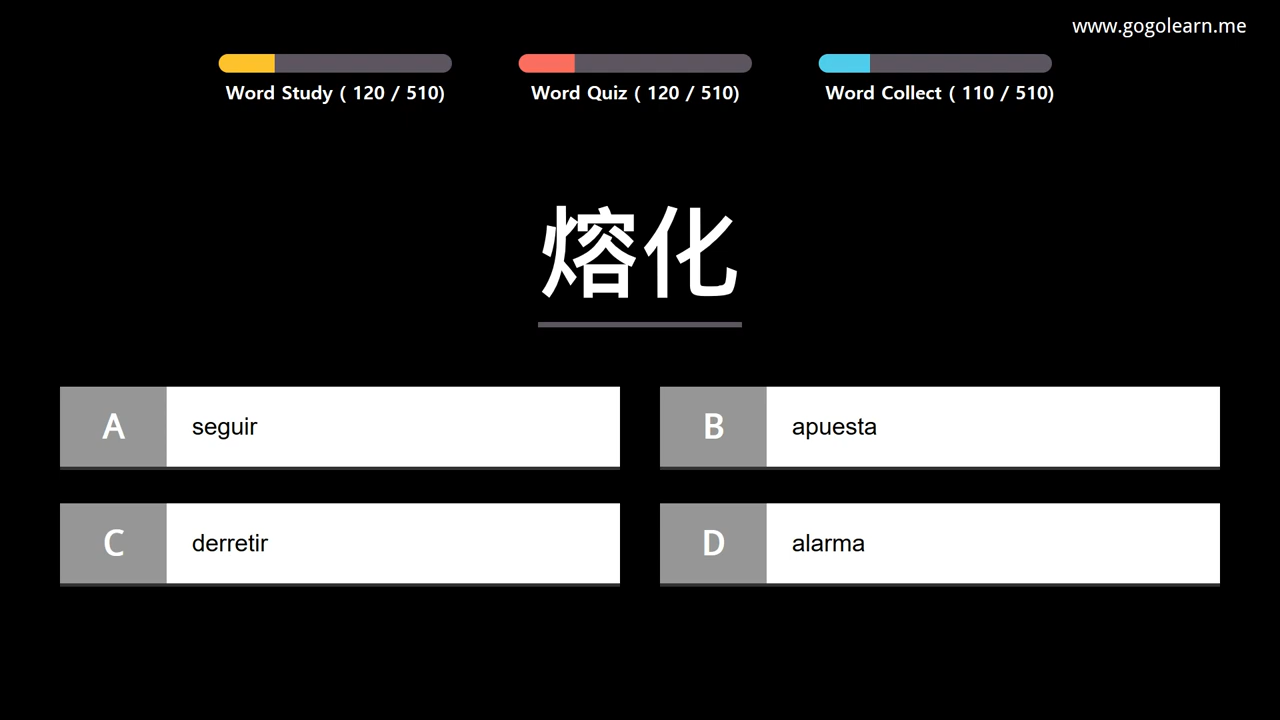 www.gogolearn.me
Word Study ( 120 / 510)
Word Quiz ( 120 / 510)
Word Collect ( 110 / 510)
熔化
A seguir
B apuesta
C derretir
D alarma